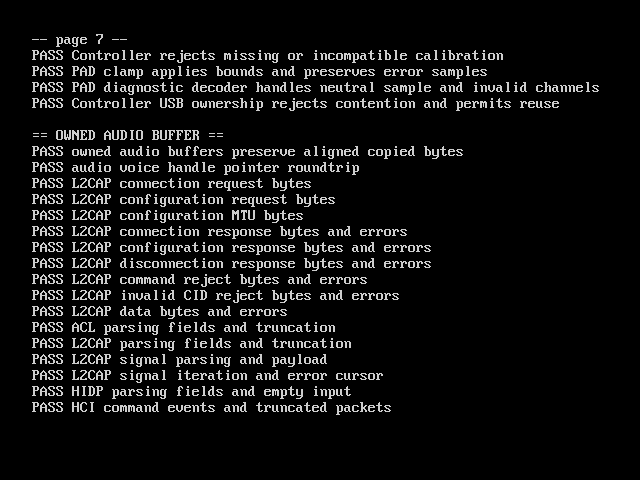 -- page 7 --
PASS Controller rejects missing or incompatible calibration
PASS PAD clamp applies bounds and preserves error samples
PASS PAD diagnostic decoder handles neutral sample and invalid channels
PASS Controller USB ownership rejects contention and permits reuse
== OWNED AUDIO BUFFER ==
PASS owned audio buffers preserve aligned copied bytes
PASS audio voice handle pointer roundtrip
PASS L2CAP connection request bytes
PASS L2CAP configuration request bytes
PASS L2CAP configuration MTU bytes
PASS L2CAP connection response bytes and errors
PASS L2CAP configuration response bytes and errors
PASS L2CAP disconnection response bytes and errors
PASS L2CAP command reject bytes and errors
PASS L2CAP invalid CID reject bytes and errors
PASS L2CAP data bytes and errors
PASS ACL parsing fields and truncation
PASS L2CAP parsing fields and truncation
PASS L2CAP signal parsing and payload
PASS L2CAP signal iteration and error cursor
PASS HIDP parsing fields and empty input
PASS HCI command events and truncated packets